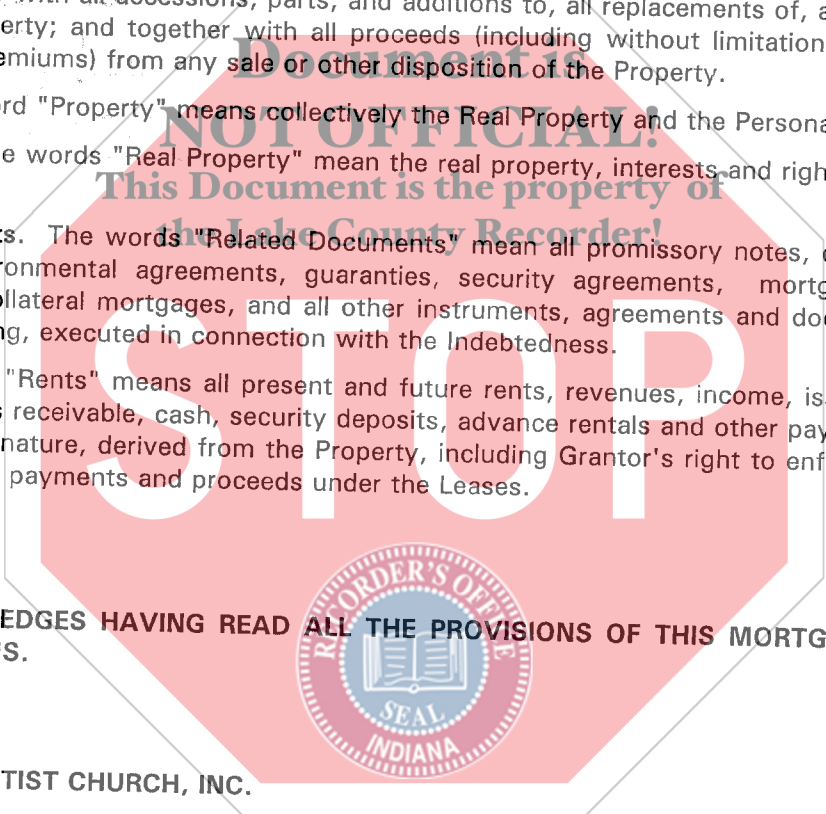 with all accessions, parts, and additions to, all replacements of, a
erty; and together with all proceeds (including without limitation
emiums) from any sale or other disposition of the Property.
Document is
rd "Property" means collectively the Real Property and the Persona
NOT OFFICIAL!
e words "Real Property" mean the real property, interests and righ
This Document is the property of
the Lake County Recorder!
s. The words "Related Documents" mean all promissory notes,
ronmental agreements, guaranties, security agreements, mortg
llateral mortgages, and all other instruments, agreements and do
ng, executed in connection with the Indebtedness.
STOP
"Rents" means all present and future rents, revenues, income, is
s receivable, cash, security deposits, advance rentals and other pay
nature, derived from the Property, including Grantor's right to enf
payments and proceeds under the Leases.
RECORDER'S OFFICE
EDGES HAVING READ ALL THE PROVISIONS OF THIS MORTG
'S.
SEAL
INDIANA
TIST CHURCH, INC.